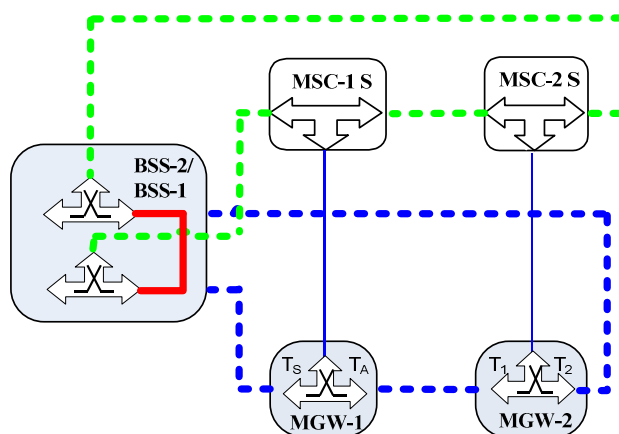 MSC-1 S
MSC-2 S
BSS-2/
BSS-1
TS
TA
T1
T2
MGW-1
MGW-2